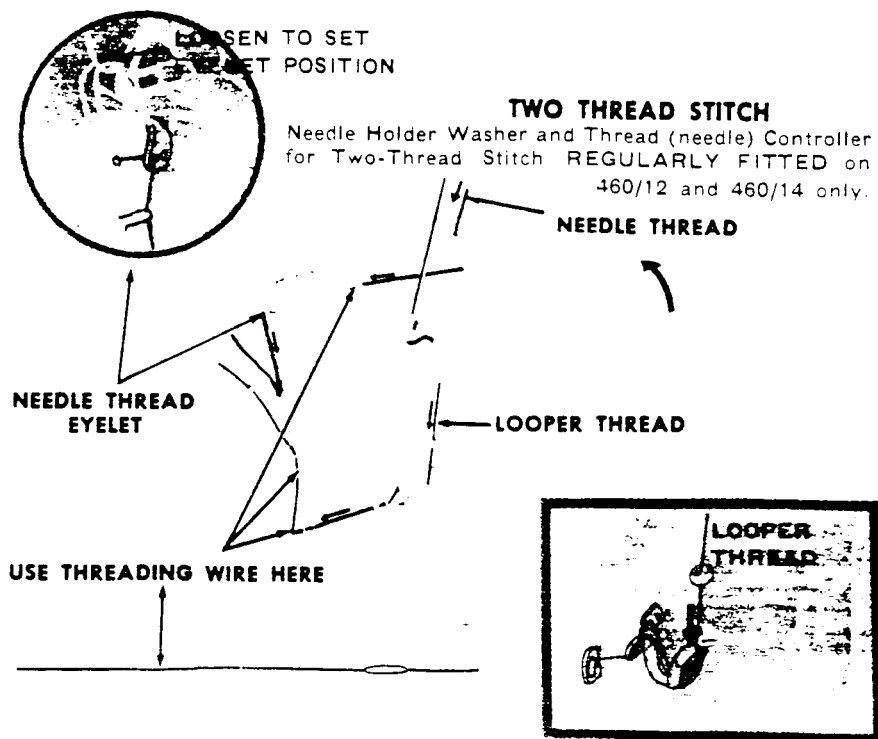 LOOSEN TO SET
POSITION
TWO THREAD STITCH
Needle Holder Washer and Thread (needle) Controller
for Two-Thread Stitch REGULARLY FITTED on
460/12 and 460/14 only.
NEEDLE THREAD
NEEDLE THREAD
EYELET
LOOPER THREAD
USE THREADING WIRE HERE
LOOPER
THREED